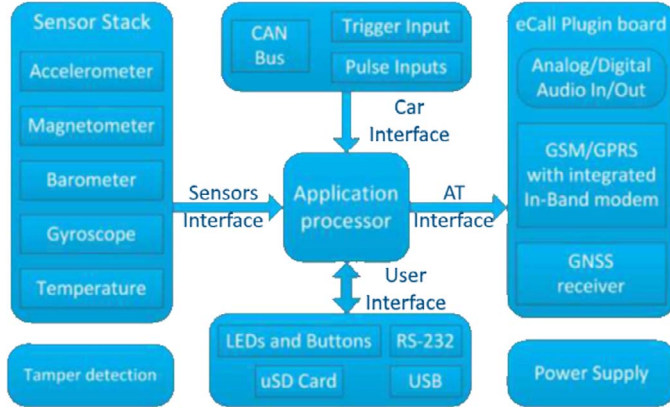 Sensor Stack
Accelerometer
Magnetometer
Barometer
Gyroscope
Temperature
Tamper detection
CAN
Bus
Trigger Input
Pulse Inputs
Car
Interface
Sensors
Interface
Application
processor
AT
Interface
User
Interface
LEDs and Buttons
RS-232
uSD Card
USB
eCall Plugin board
Analog/Digital
Audio In/Out
GSM/GPRS
with integrated
In-Band modem
GNSS
receiver
Power Supply